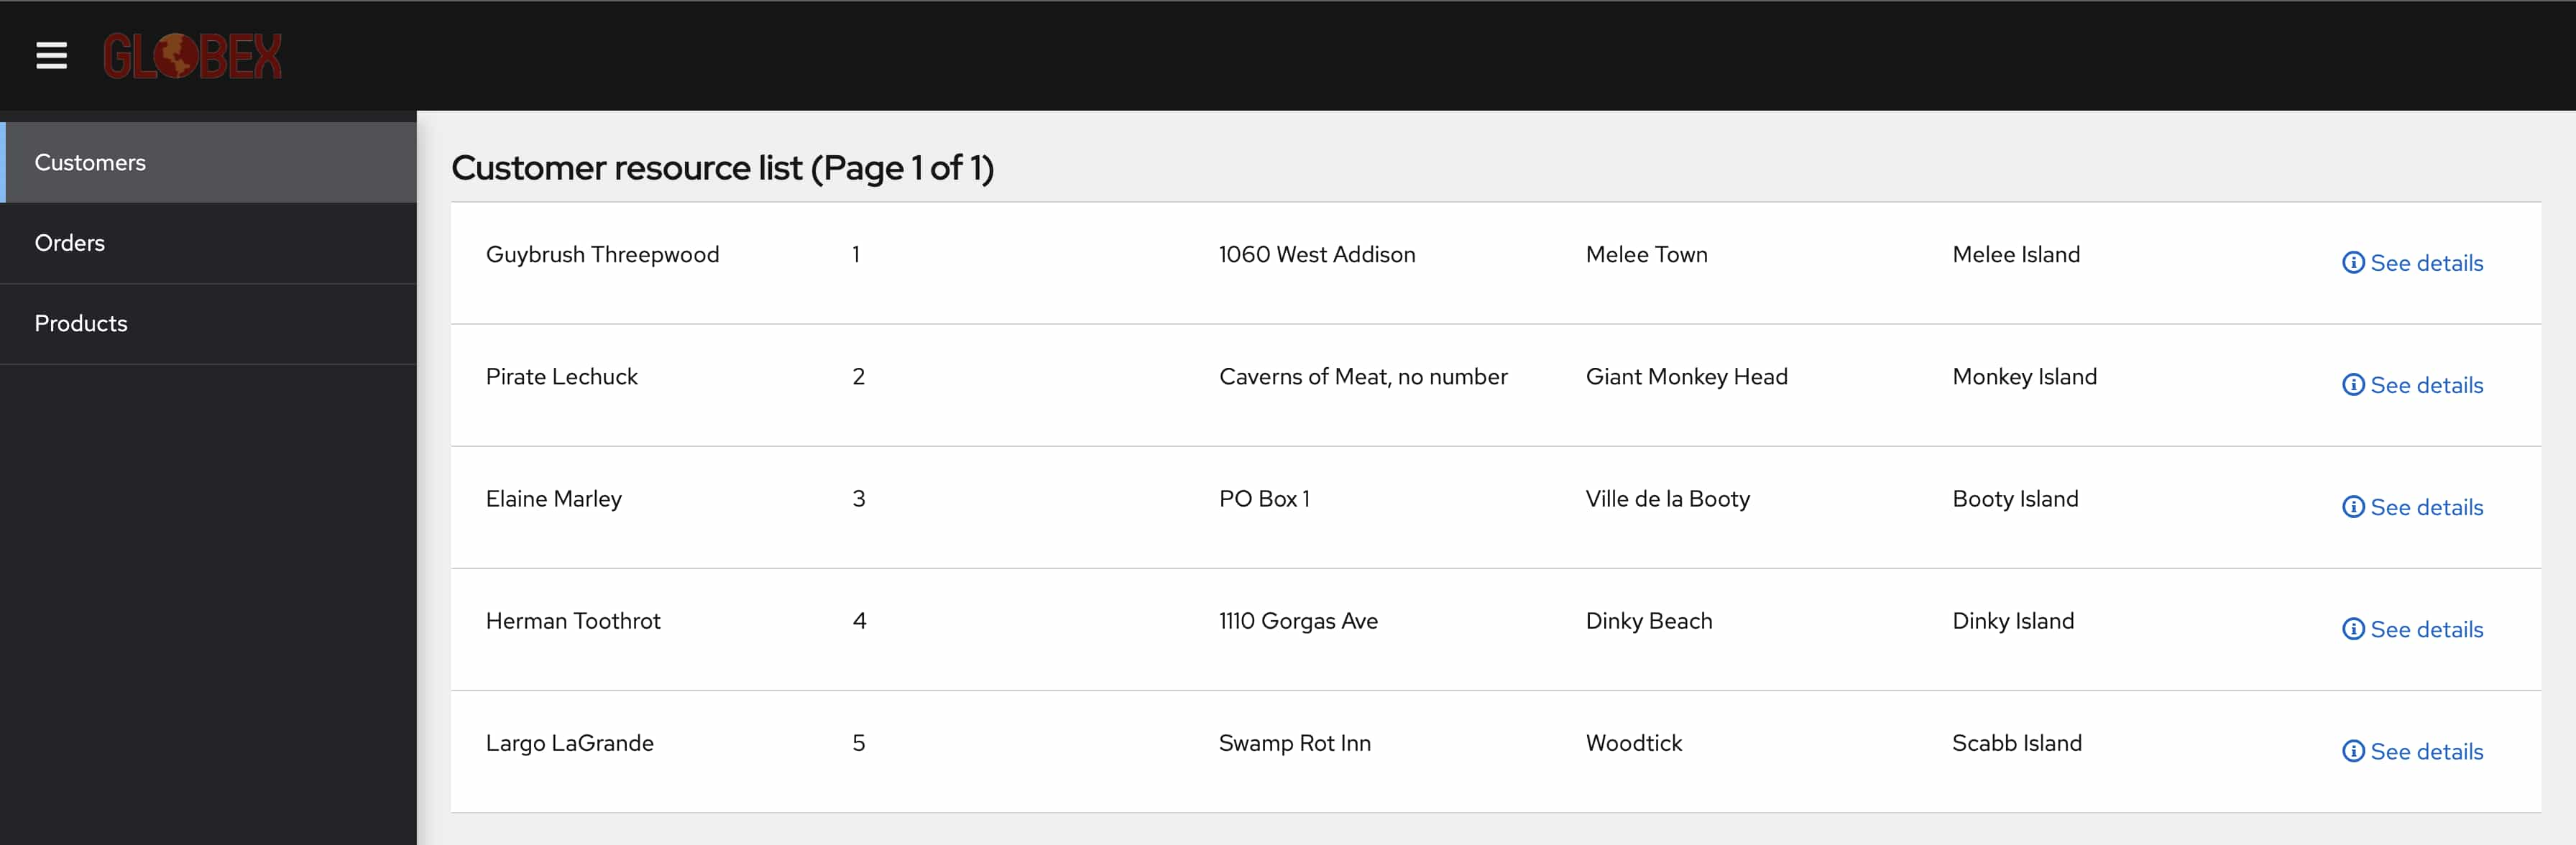 GLOBEX
Customers
Orders
Products
Customer resource list (Page 1 of 1)
Guybrush Threepwood 1 1060 West Addison Melee Town Melee Island See details
Pirate Lechuck 2 Caverns of Meat, no number Giant Monkey Head Monkey Island See details
Elaine Marley 3 PO Box 1 Ville de la Booty Booty Island See details
Herman Toothrot 4 1110 Gorgas Ave Dinky Beach Dinky Island See details
Largo LaGrande 5 Swamp Rot Inn Woodtick Scabb Island See details